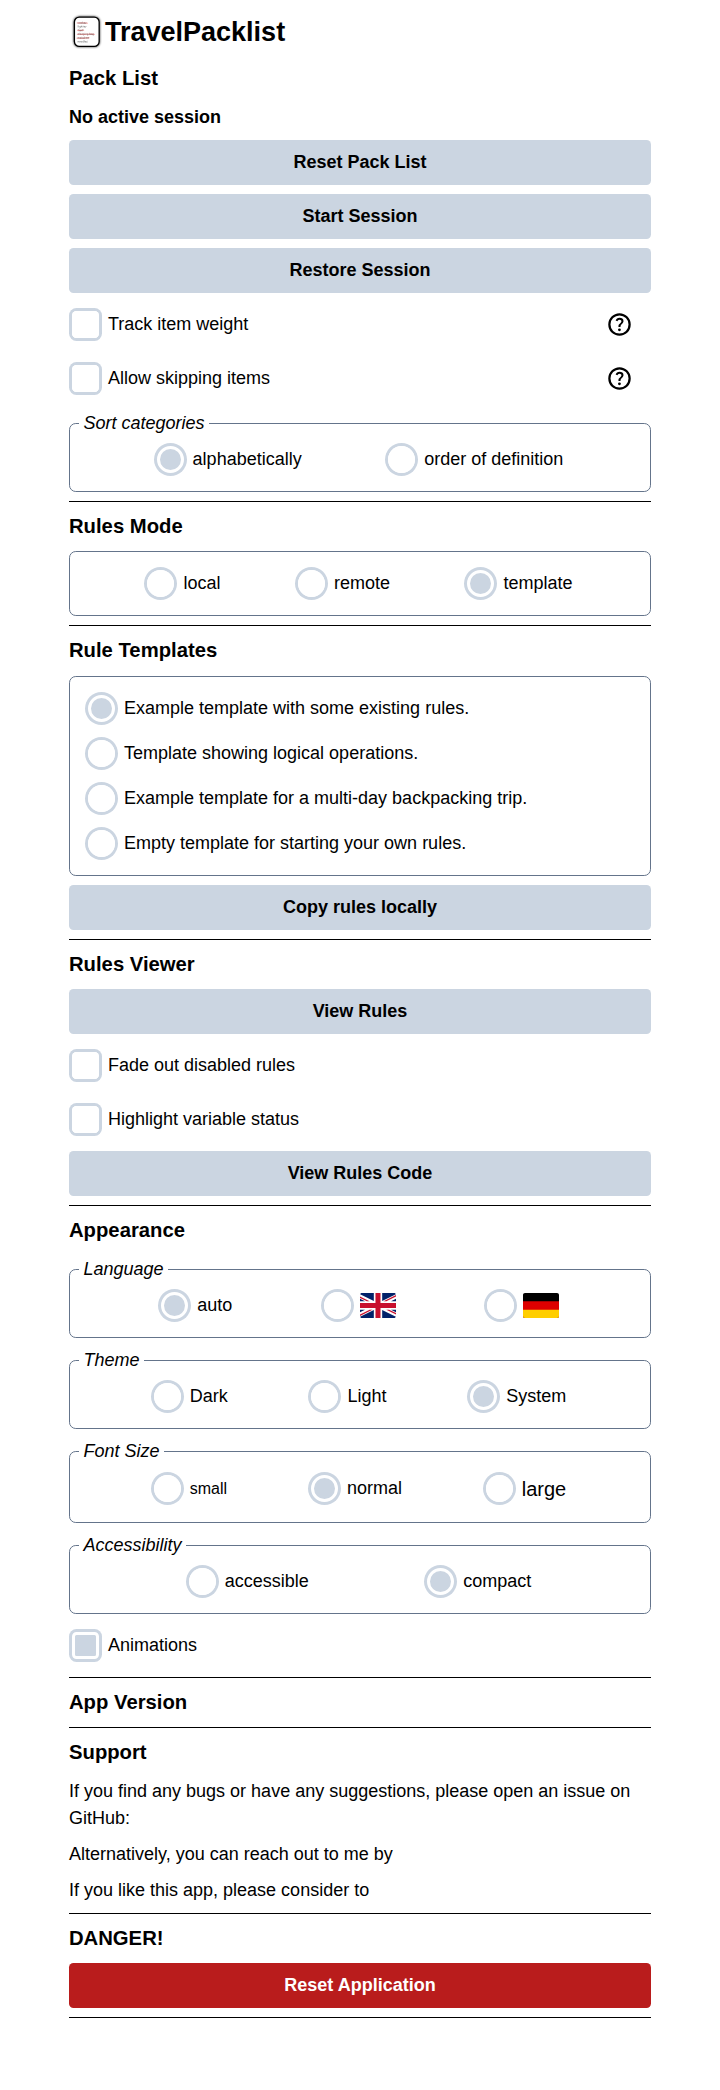 TravelPacklist
Pack List
No active session
Reset Pack List
Start Session
Restore Session
Track item weight
Allow skipping items
Sort categories
alphabetically order of definition
Rules Mode
local remote template
Rule Templates
Example template with some existing rules.
Template showing logical operations.
Example template for a multi-day backpacking trip.
Empty template for starting your own rules.
Copy rules locally
Rules Viewer
View Rules
Fade out disabled rules
Highlight variable status
View Rules Code
Appearance
Language
auto
Theme
Dark Light System
Font Size
small normal large
Accessibility
accessible compact
Animations
App Version
Support
If you find any bugs or have any suggestions, please open an issue on
GitHub:
Alternatively, you can reach out to me by
If you like this app, please consider to
DANGER!
Reset Application